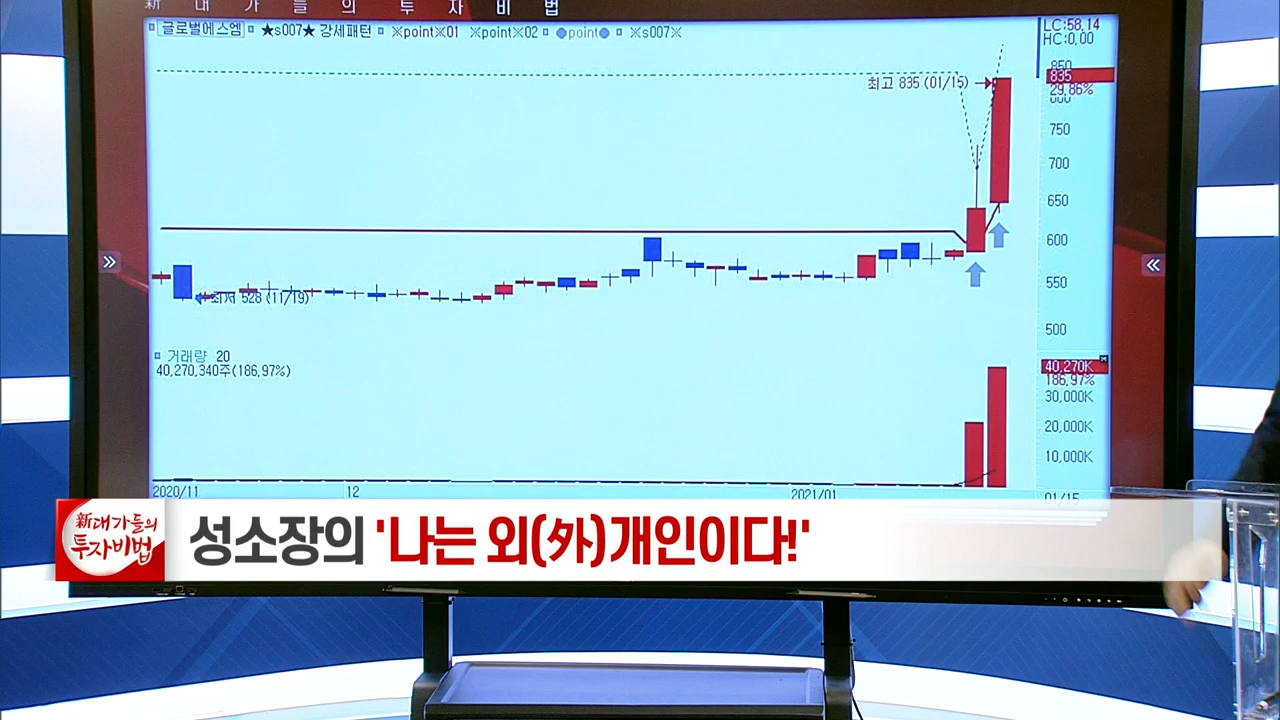 新 대 가 들 의 투 자 비 법
글로벌에스엠 ★s007★ 강세패턴 ※point※01 ※point※02 ●point● ※s007※
LC:58,14
HC:0,00
850
최고 835 (01/15)
835
29,86%
800
750
700
650
600
550
최저 528 (11/19)
500
거래량 20
40,270,340주(186,97%)
40,270K
186,97%
30,000K
20,000K
10,000K
2020/11
12
2021/01
01/15
新대가들의
투자비법
성소장의 '나는 외(外)개인이다!'